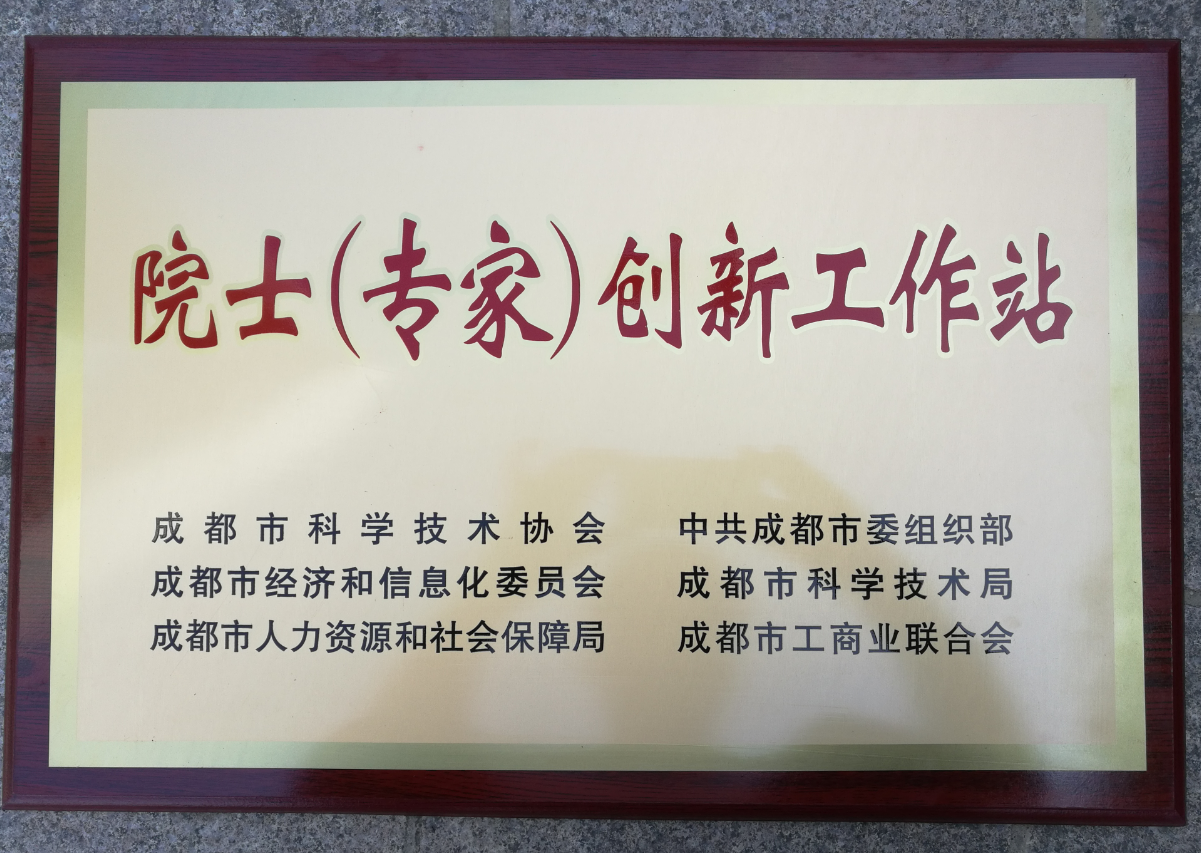 院士(专家)创新工作站
成都市科学技术协会 中共成都市委组织部
成都市经济和信息化委员会 成都市科学技术局
成都市人力资源和社会保障局 成都市工商业联合会